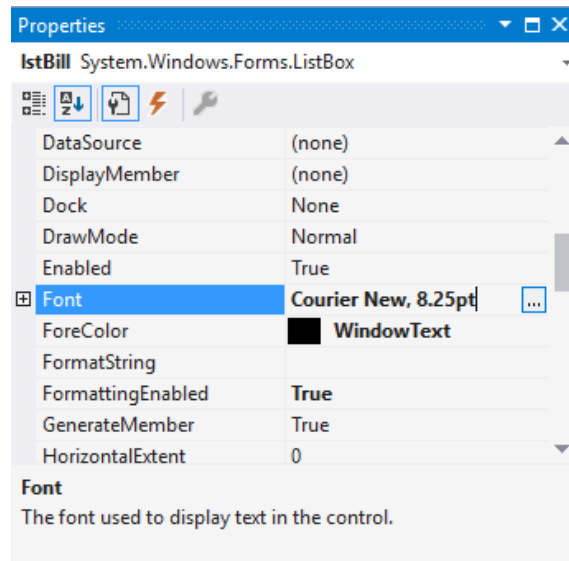 Properties
lstBill System.Windows.Forms.ListBox
DataSource (none)
DisplayMember (none)
Dock None
DrawMode Normal
Enabled True
Font Courier New, 8.25pt ...
ForeColor WindowText
FormatString
FormattingEnabled True
GenerateMember True
HorizontalExtent 0
Font
The font used to display text in the control.